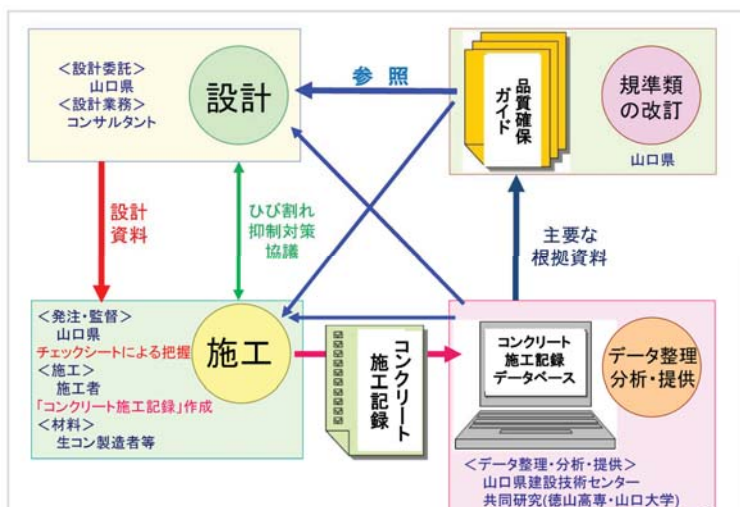 ＜設計委託＞
山口県
＜設計業務＞
コンサルタント
設計
参照
品質確保
ガイド
規準類
の改訂
山口県
設計
資料
ひび割れ
抑制対策
協議
主要な
根拠資料
＜発注・監督＞
山口県
チェックシートによる把握
＜施工＞
施工者
「コンクリート施工記録」作成
＜材料＞
生コン製造者等
施工
コンクリート
施工記録
コンクリート
施工記録
データベース
データ整理
分析・提供
＜データ整理・分析・提供＞
山口県建設技術センター
共同研究(徳山高専・山口大学)